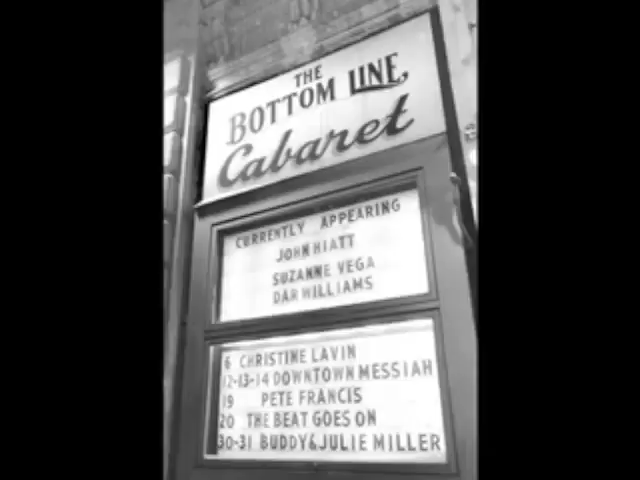 THE
BOTTOM LINE,
Cabaret
CURRENTLY APPEARING
JOHN HIATT
SUZANNE VEGA
DAR WILLIAMS
6 CHRISTINE LAVIN
12-13-14 DOWNTOWN MESSIAH
19 PETE FRANCIS
20 THE BEAT GOES ON
30-31 BUDDY & JULIE MILLER